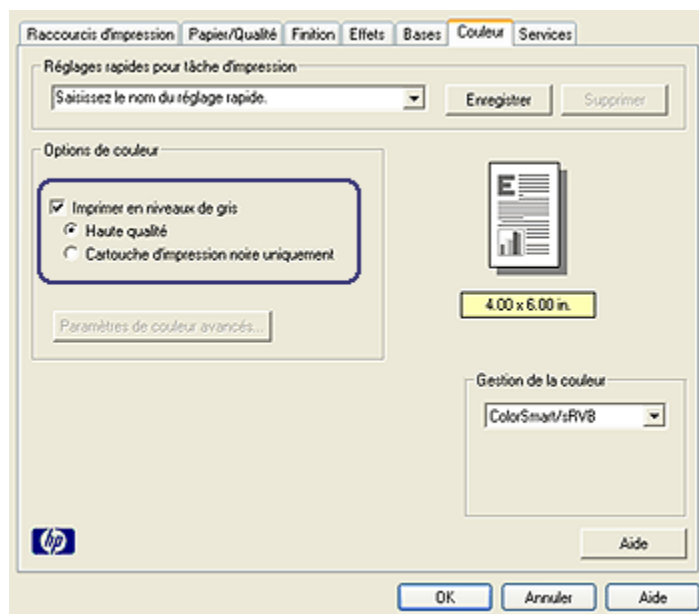 Raccourcis d'impression Papier/Qualité Finition Effets Bases Couleur Services
Réglages rapides pour tâche d'impression
Saisissez le nom du réglage rapide. Enregistrer Supprimer
Options de couleur
Imprimer en niveaux de gris
Haute qualité
Cartouche d'impression noire uniquement
E
4.00 x 6.00 in.
Paramètres de couleur avancés...
Gestion de la couleur
ColorSmart/sRVB
hp
Aide
OK Annuler Aide